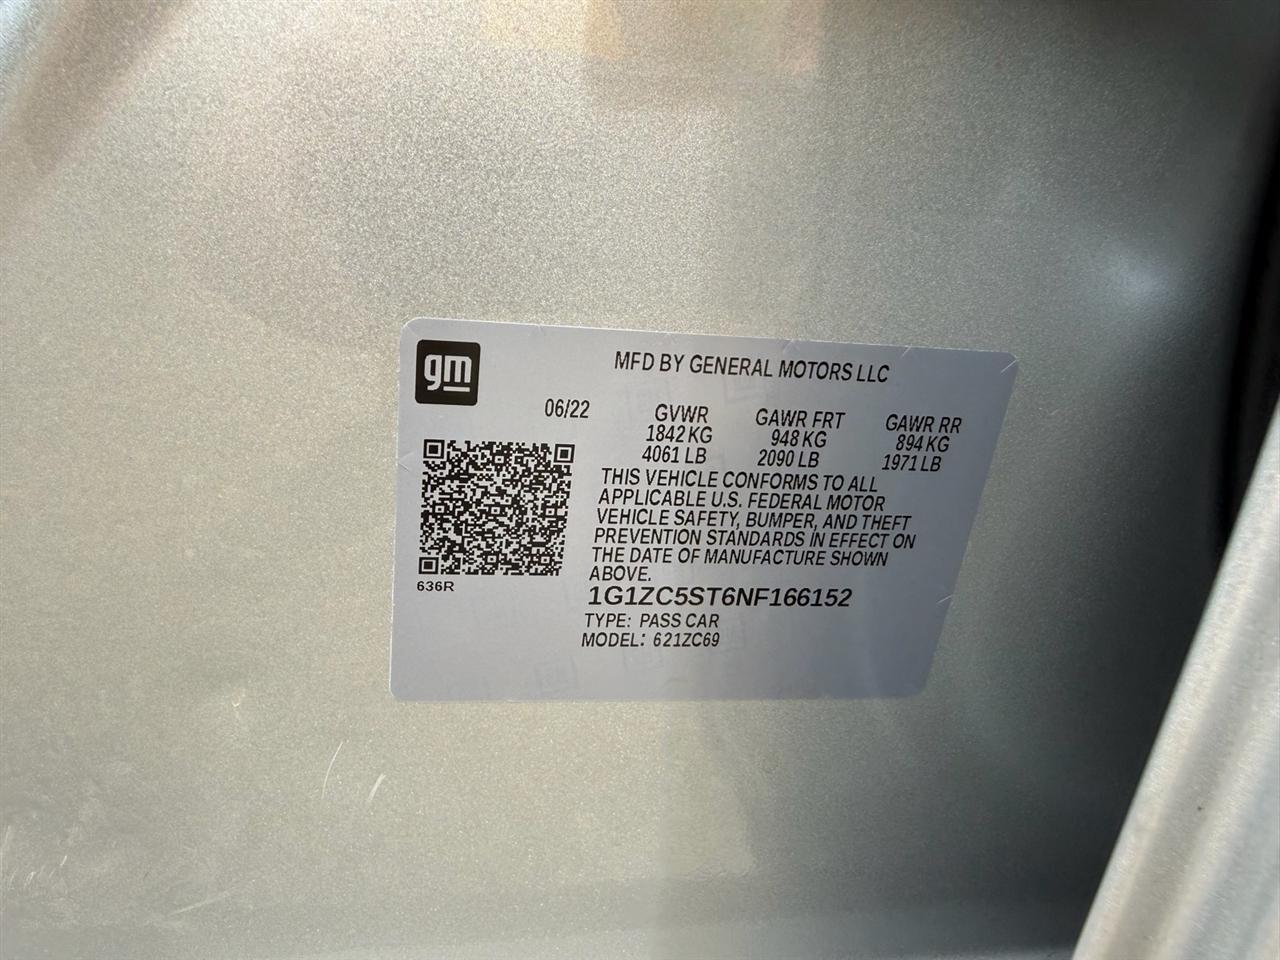 gm
MFD BY GENERAL MOTORS LLC
06/22 GVWR GAWR FRT GAWR RR
1842 KG 948 KG 894 KG
4061 LB 2090 LB 1971 LB
THIS VEHICLE CONFORMS TO ALL
APPLICABLE U.S. FEDERAL MOTOR
VEHICLE SAFETY, BUMPER, AND THEFT
PREVENTION STANDARDS IN EFFECT ON
THE DATE OF MANUFACTURE SHOWN
ABOVE.
636R
1G1ZC5ST6NF166152
TYPE: PASS CAR
MODEL: 621ZC69